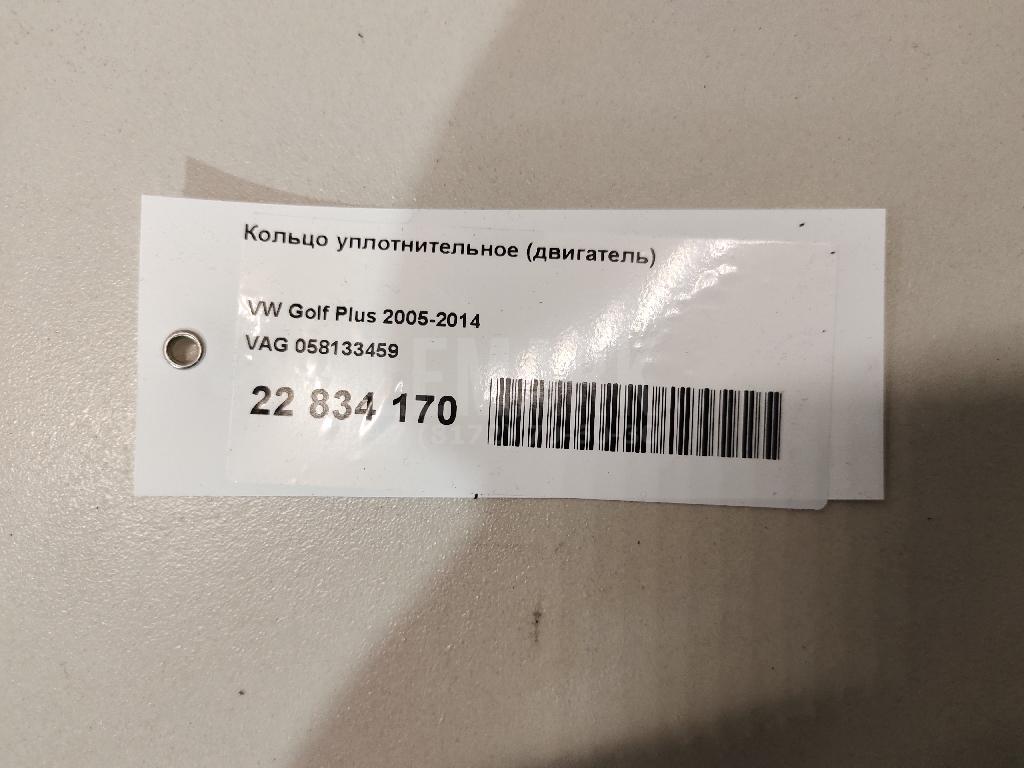 Кольцо уплотнительное (двигатель)
VW Golf Plus 2005-2014
VAG 058133459
22 834 170